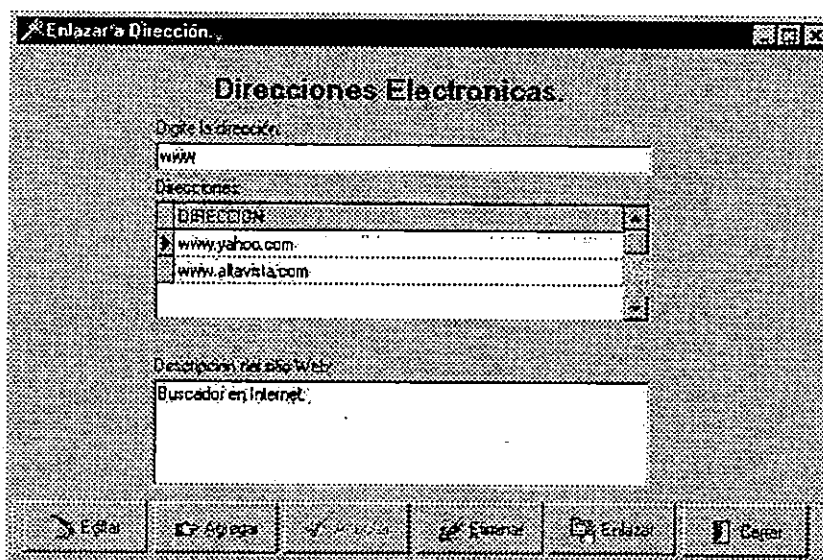 Enlazar a Dirección.
Direcciones Electronicas.
Digite la dirección:
www
Direcciones:
DIRECCION
www.yahoo.com
www.altavista.com
Descripción del sitio Web:
Buscador en Internet.
Editar Agregar Eliminar Enlazar Cerrar